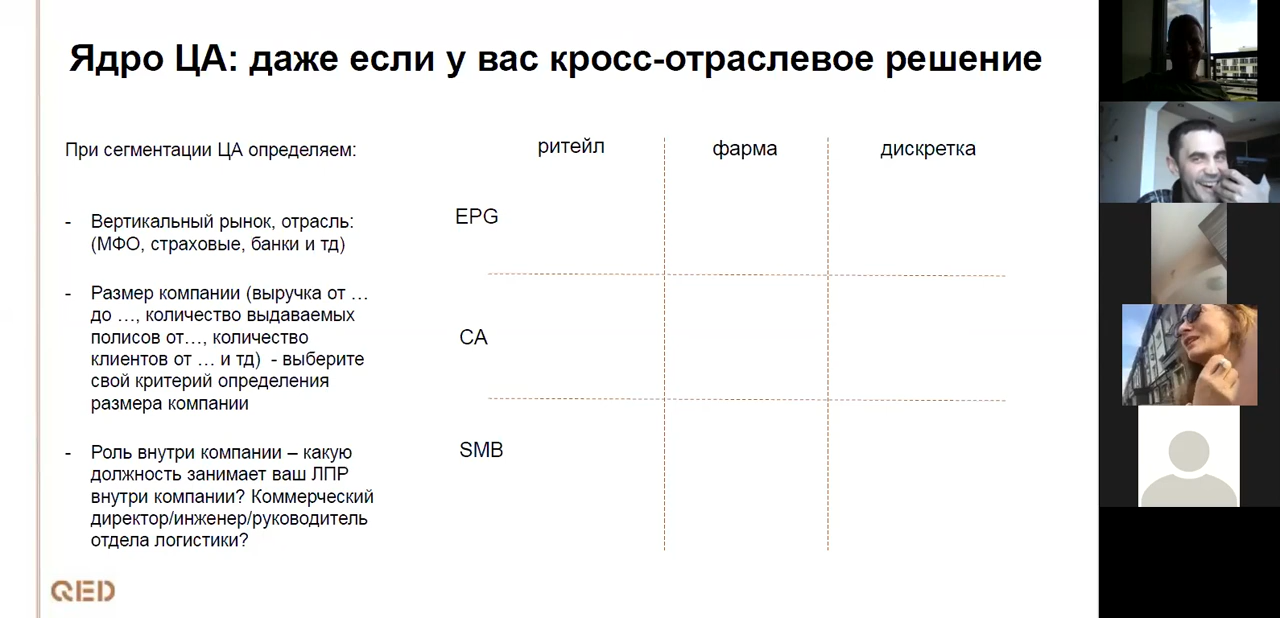 Ядро ЦА: даже если у вас кросс-отраслевое решение
При сегментации ЦА определяем:
- Вертикальный рынок, отрасль:
(МФО, страховые, банки и тд)
- Размер компании (выручка от …
до …, количество выдаваемых
полисов от…, количество
клиентов от … и тд)  - выберите
свой критерий определения
размера компании
- Роль внутри компании – какую
должность занимает ваш ЛПР
внутри компании? Коммерческий
директор/инженер/руководитель
отдела логистики?
ритейл фарма дискретка
EPG
CA
SMB
QED